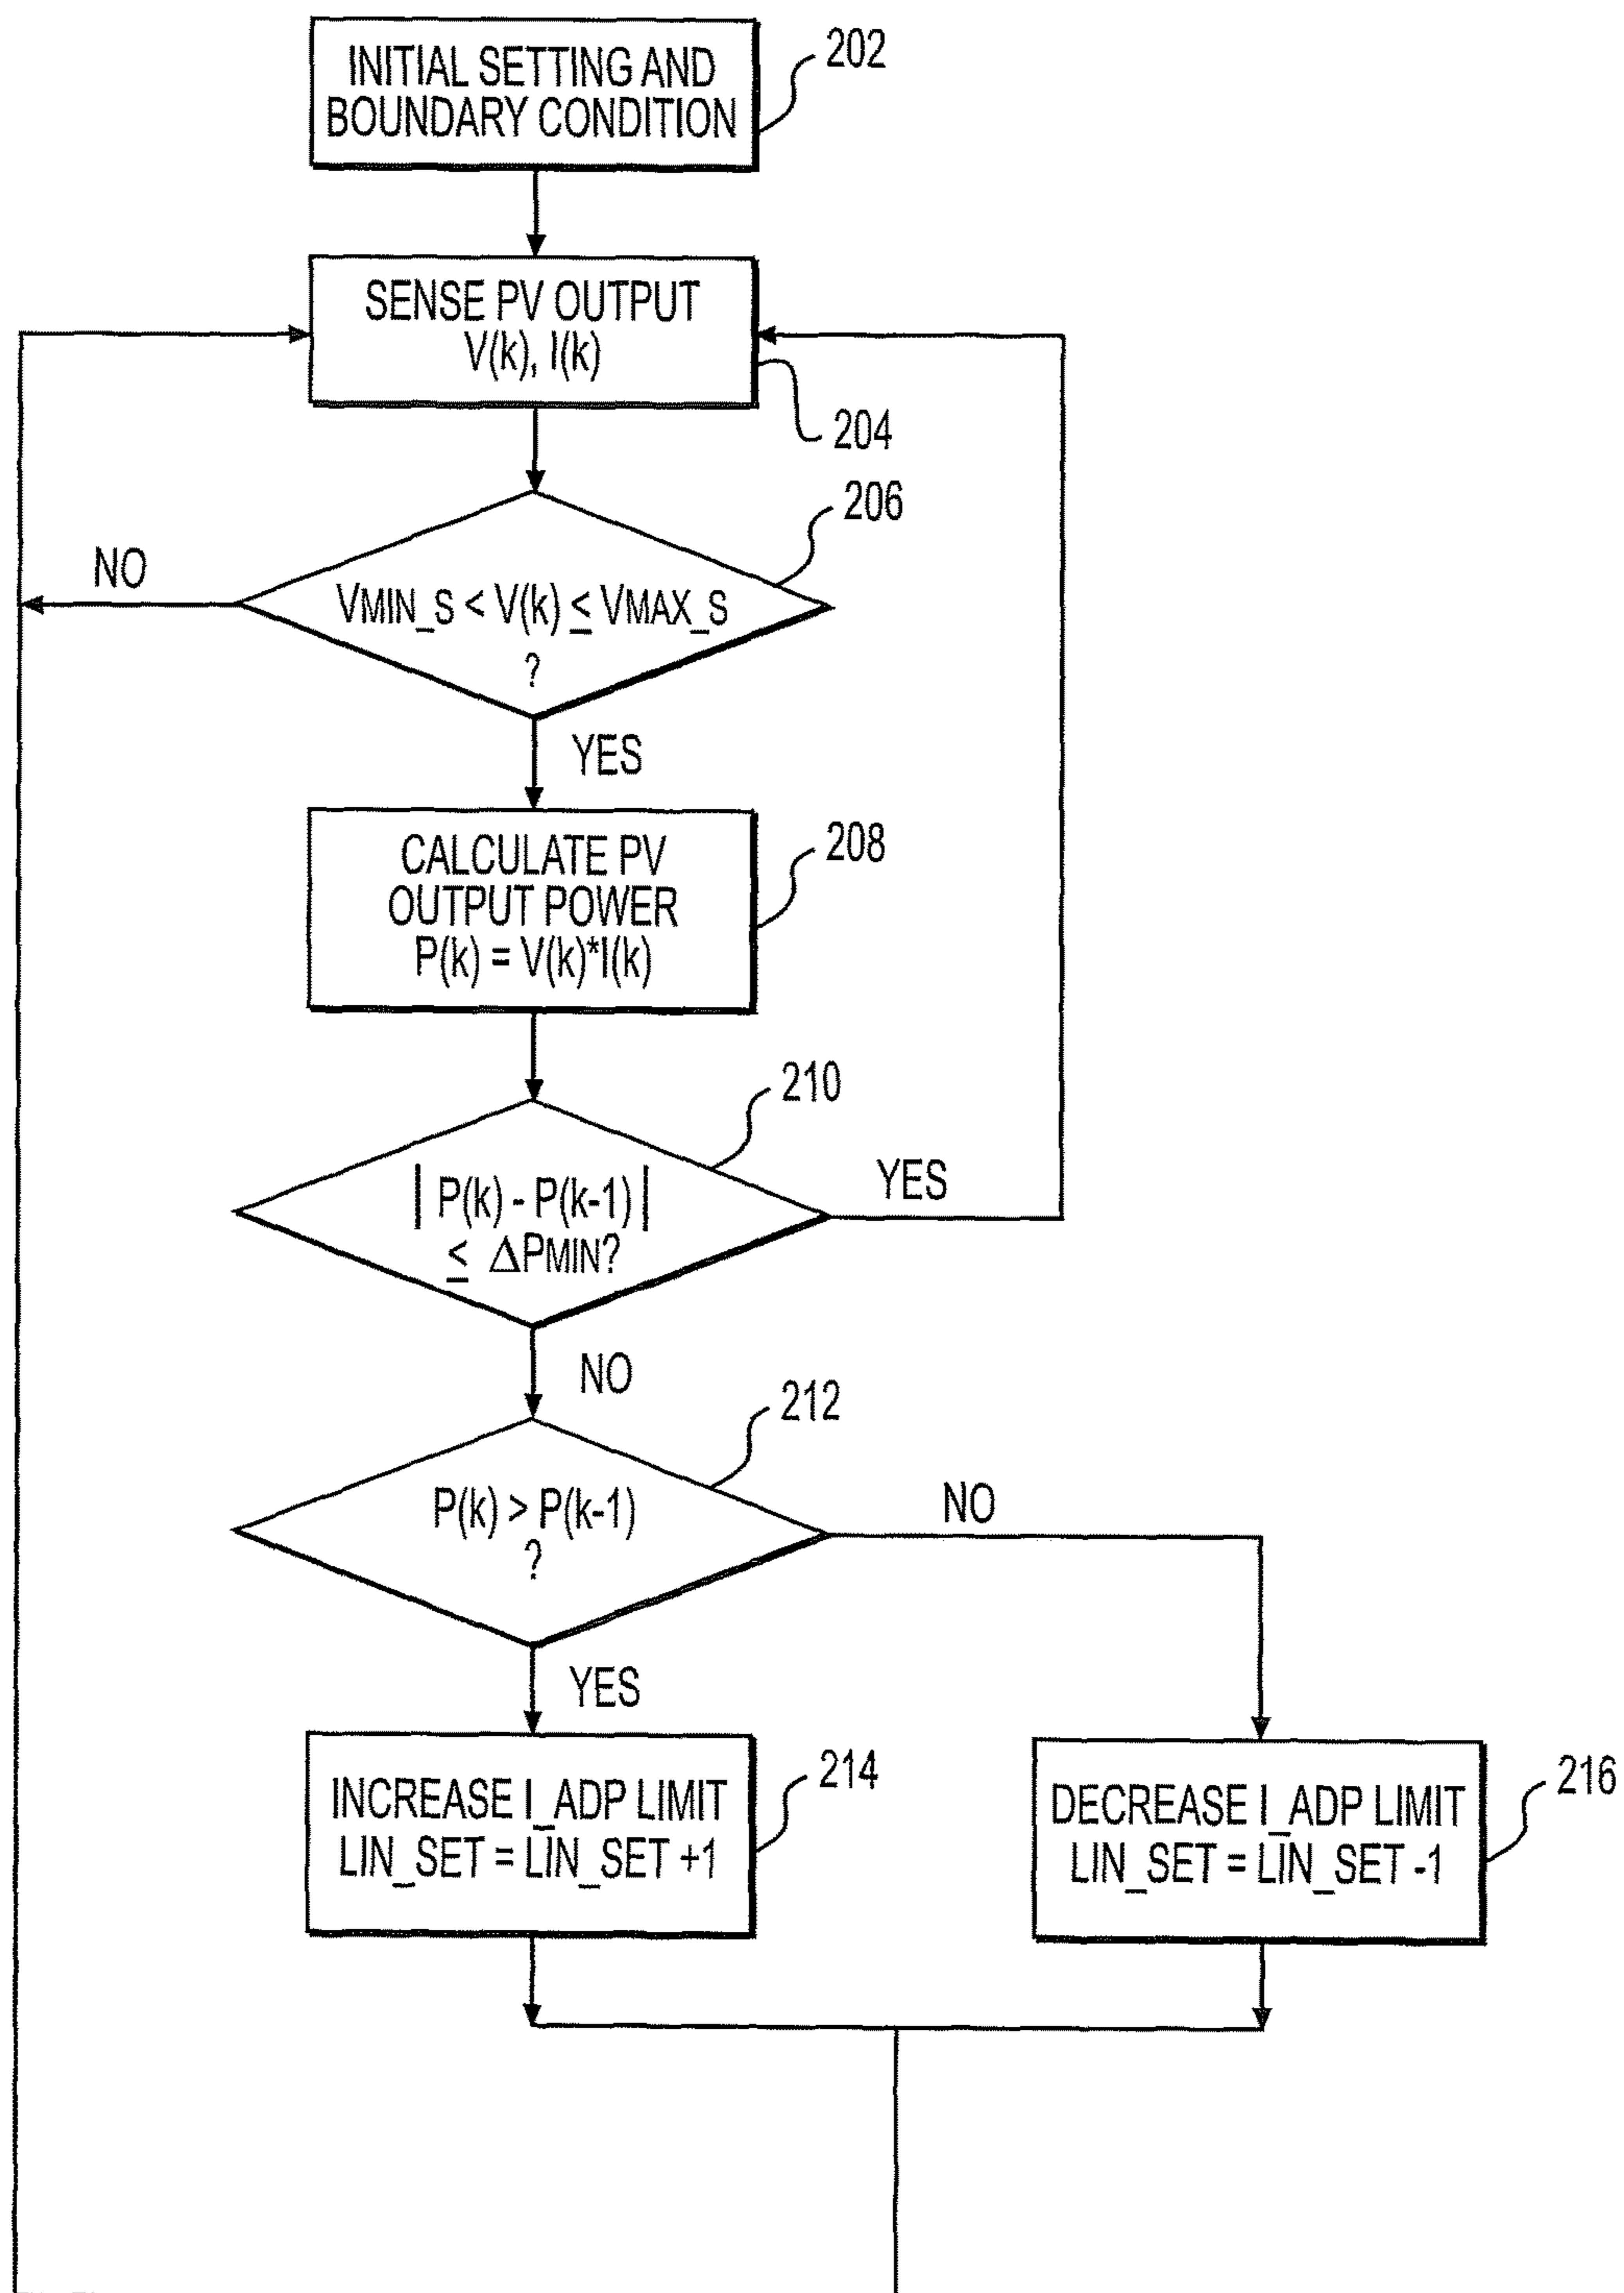 INITIAL SETTING AND
BOUNDARY CONDITION
202
SENSE PV OUTPUT
V(k), I(k)
204
206
NO
VMIN_S < V(k) ≤ VMAX_S
?
YES
CALCULATE PV
OUTPUT POWER
P(k) = V(k)*I(k)
208
210
| P(k) - P(k-1) |
≤ ΔPMIN?
YES
NO
212
P(k) > P(k-1)
?
NO
YES
INCREASE I_ADP LIMIT
LIN_SET = LIN_SET +1
214
DECREASE I_ADP LIMIT
LIN_SET = LIN_SET -1
216